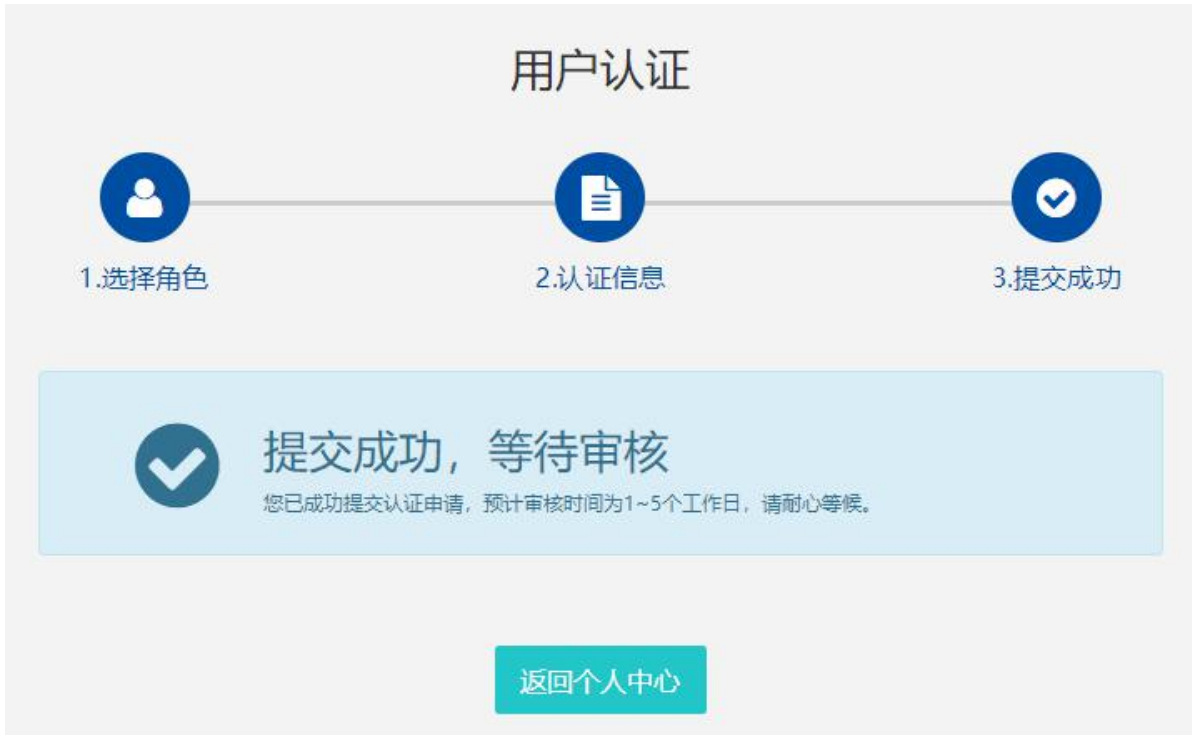 用户认证
1.选择角色
2.认证信息
3.提交成功
提交成功，等待审核
您已成功提交认证申请，预计审核时间为1~5个工作日，请耐心等候。
返回个人中心